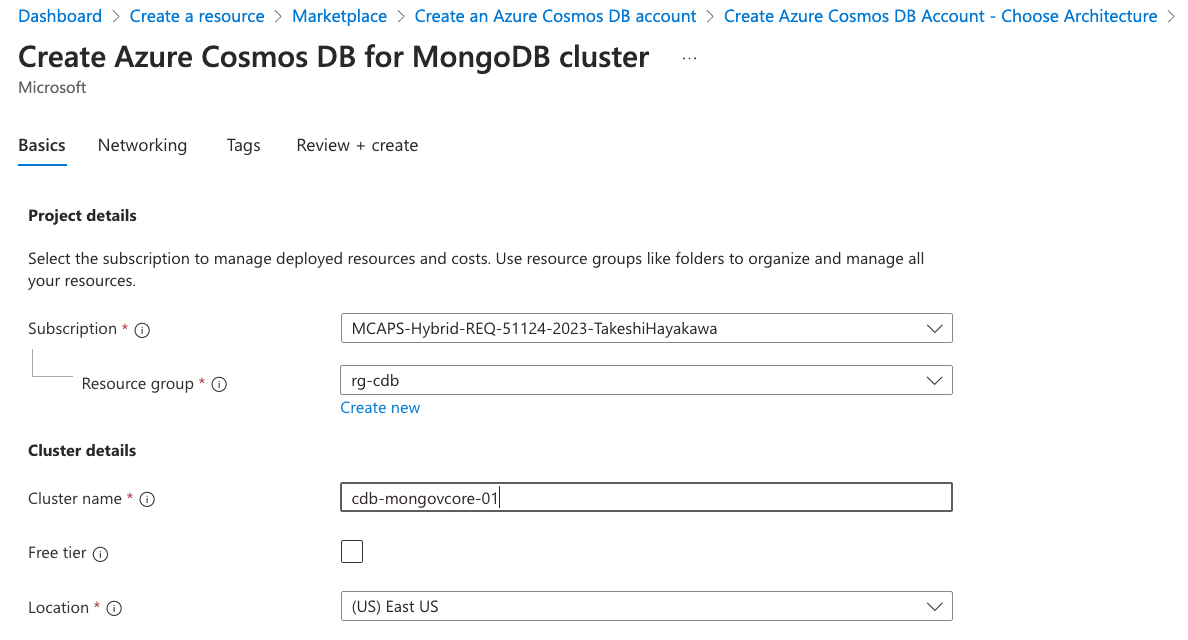 Dashboard > Create a resource > Marketplace > Create an Azure Cosmos DB account > Create Azure Cosmos DB Account - Choose Architecture >
Create Azure Cosmos DB for MongoDB cluster ...
Microsoft
Basics Networking Tags Review + create
Project details
Select the subscription to manage deployed resources and costs. Use resource groups like folders to organize and manage all
your resources.
Subscription * MCAPS-Hybrid-REQ-51124-2023-TakeshiHayakawa
Resource group * rg-cdb
Create new
Cluster details
Cluster name * cdb-mongovcore-01
Free tier
Location * (US) East US